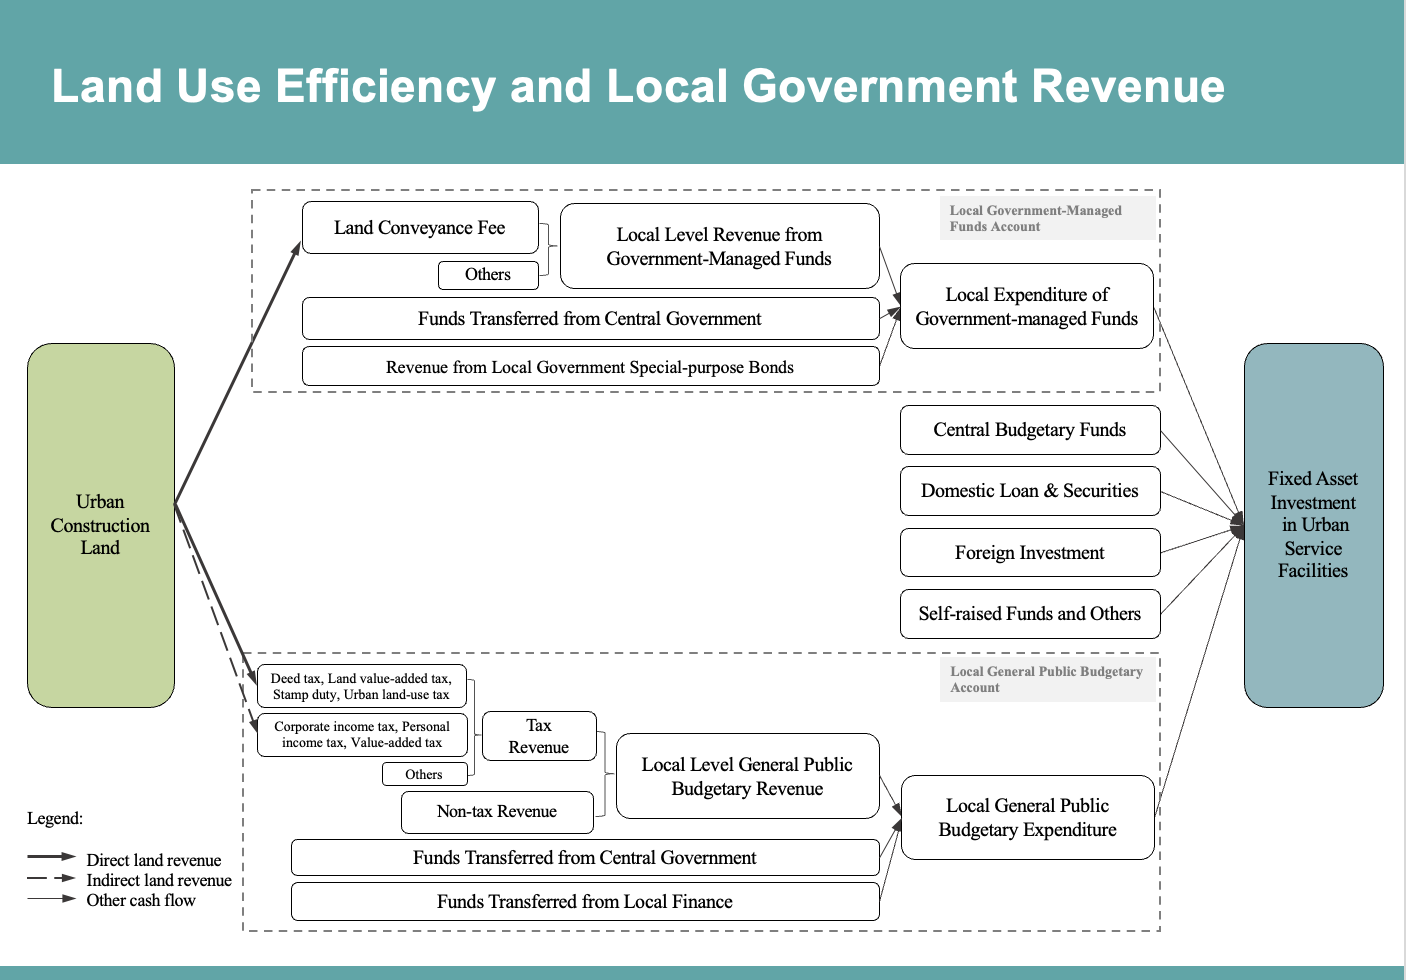 Land Use Efficiency and Local Government Revenue
Local Government-Managed
Funds Account
Land Conveyance Fee
Others
Local Level Revenue from
Government-Managed Funds
Funds Transferred from Central Government
Revenue from Local Government Special-purpose Bonds
Local Expenditure of
Government-managed Funds
Urban
Construction
Land
Central Budgetary Funds
Domestic Loan & Securities
Foreign Investment
Self-raised Funds and Others
Fixed Asset
Investment
in Urban
Service
Facilities
Local General Public Budgetary
Account
Deed tax, Land value-added tax,
Stamp duty, Urban land-use tax
Corporate income tax, Personal
income tax, Value-added tax
Others
Tax
Revenue
Non-tax Revenue
Local Level General Public
Budgetary Revenue
Funds Transferred from Central Government
Funds Transferred from Local Finance
Local General Public
Budgetary Expenditure
Legend:
Direct land revenue
Indirect land revenue
Other cash flow